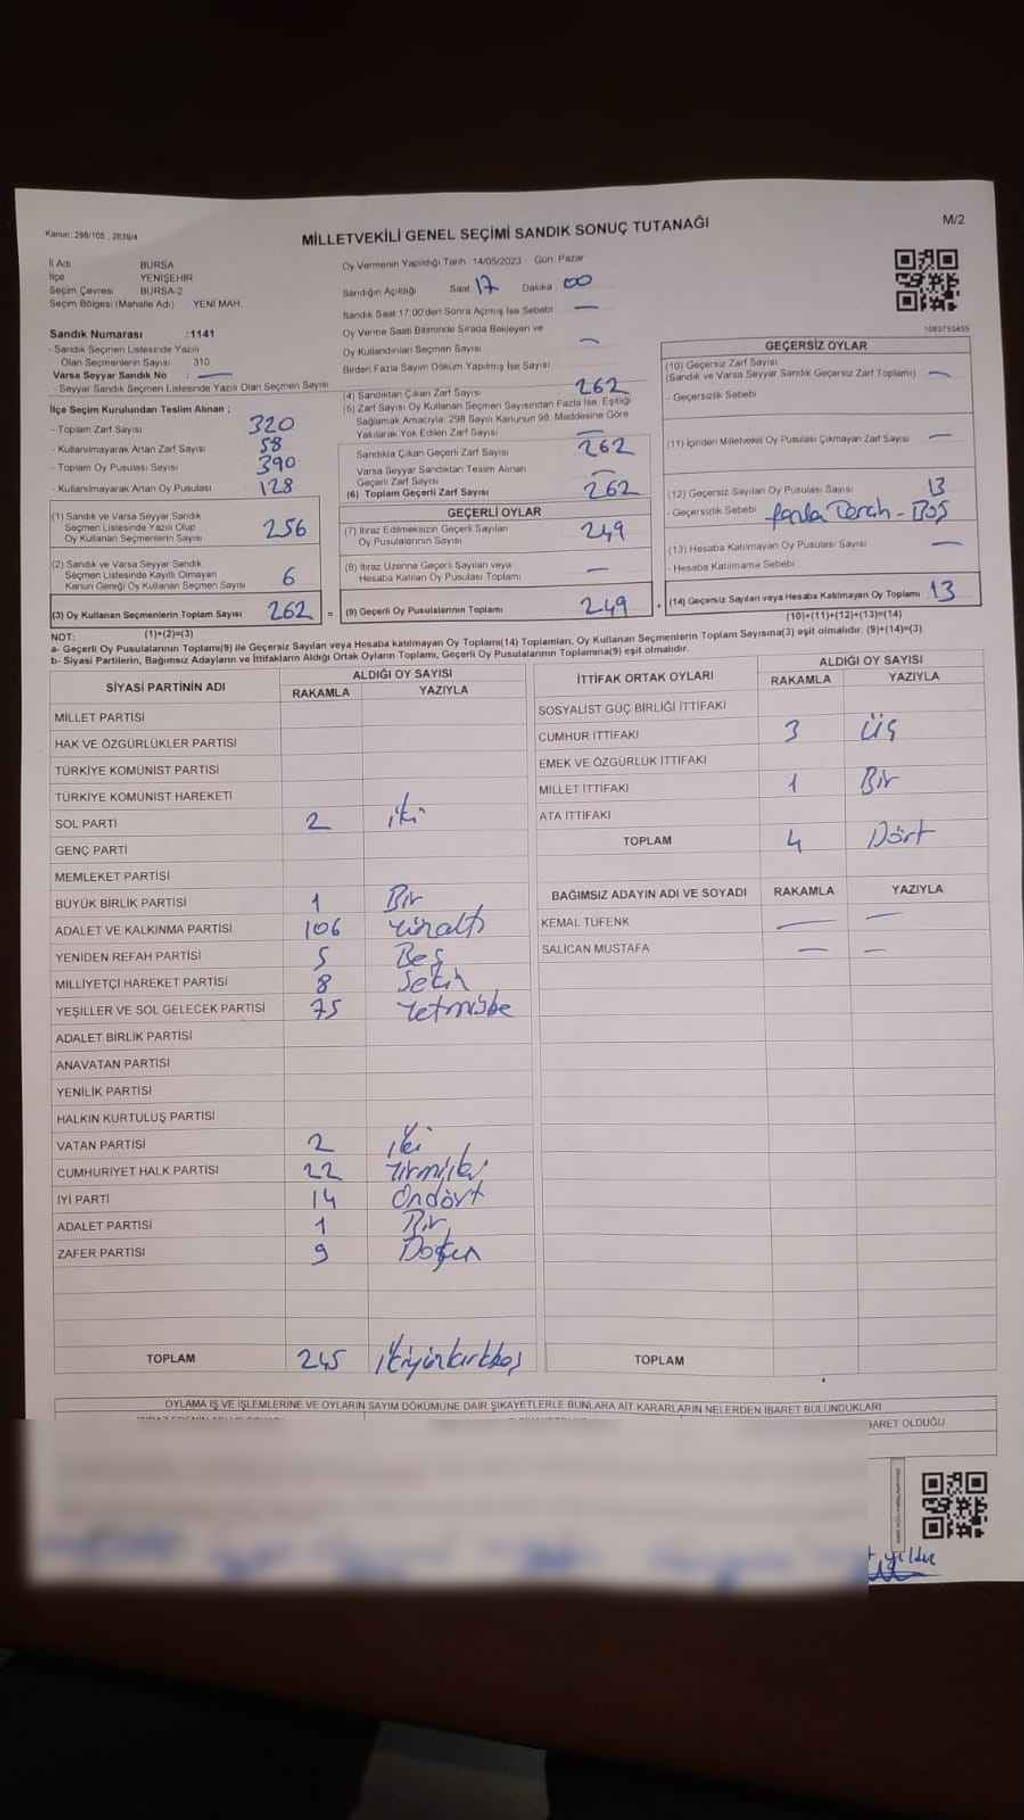 Kanun: 298/105, 2839/4
MİLLETVEKİLİ GENEL SEÇİMİ SANDIK SONUÇ TUTANAĞI
M/2
İl Adı BURSA
İlçe YENİŞEHİR
Seçim Çevresi BURSA-2
Seçim Bölgesi (Mahalle Adı) YENİ MAH.
Sandık Numarası :1141
- Sandık Seçmen Listesinde Yazılı
Olan Seçmenlerin Sayısı 310
Varsa Seyyar Sandık No : —
- Seyyar Sandık Seçmen Listesinde Yazılı Olan Seçmen Sayısı
İlçe Seçim Kurulundan Teslim Alınan ;
- Toplam Zarf Sayısı 320
- Kullanılmayarak Artan Zarf Sayısı 58
- Toplam Oy Pusulası Sayısı 390
- Kullanılmayarak Artan Oy Pusulası 128
(1) Sandık ve Varsa Seyyar Sandık
Seçmen Listesinde Yazılı Olup
Oy Kullanan Seçmenlerin Sayısı 256
(2) Sandık ve Varsa Seyyar Sandık
Seçmen Listesinde Kayıtlı Olmayan
Kanun Gereği Oy Kullanan Seçmen Sayısı 6
(3) Oy Kullanan Seçmenlerin Toplam Sayısı 262 =
(1)+(2)=(3)
Oy Vermenin Yapıldığı Tarih : 14/05/2023 - Gün: Pazar
Sandığın Açıldığı Saat: 17 Dakika: 00
Sandık Saat 17:00'den Sonra Açılmış İse Sebebi —
Oy Verme Saati Bitiminde Sırada Bekleyen ve
Oy Kullandırılan Seçmen Sayısı —
Birden Fazla Sayım Döküm Yapılmış İse Sayısı
(4) Sandıktan Çıkan Zarf Sayısı 262
(5) Zarf Sayısı Oy Kullanan Seçmen Sayısından Fazla İse, Eşitliği
Sağlamak Amacıyla; 298 Sayılı Kanunun 98. Maddesine Göre
Yakılarak Yok Edilen Zarf Sayısı —
Sandıkta Çıkan Geçerli Zarf Sayısı 262
Varsa Seyyar Sandıktan Teslim Alınan
Geçerli Zarf Sayısı —
(6) Toplam Geçerli Zarf Sayısı 262
GEÇERLİ OYLAR
(7) İtiraz Edilmeksizin Geçerli Sayılan
Oy Pusulalarının Sayısı 249
(8) İtiraz Üzerine Geçerli Sayılan veya
Hesaba Katılan Oy Pusulası Toplamı —
(9) Geçerli Oy Pusulalarının Toplamı 249 +
1083755455
GEÇERSİZ OYLAR
(10) Geçersiz Zarf Sayısı
(Sandık ve Varsa Seyyar Sandık Geçersiz Zarf Toplamı) —
- Geçersizlik Sebebi
(11) İçinden Milletvekili Oy Pusulası Çıkmayan Zarf Sayısı —
(12) Geçersiz Sayılan Oy Pusulası Sayısı 13
- Geçersizlik Sebebi fazla Tercih - Boş
(13) Hesaba Katılmayan Oy Pusulası Sayısı —
- Hesaba Katılmama Sebebi
(14) Geçersiz Sayılan veya Hesaba Katılmayan Oy Toplamı 13
(10)+(11)+(12)+(13)=(14)
NOT:
a- Geçerli Oy Pusulalarının Toplamı(9) ile Geçersiz Sayılan veya Hesaba katılmayan Oy Toplamı(14) Toplamları, Oy Kullanan Seçmenlerin Toplam Sayısına(3) eşit olmalıdır. (9)+(14)=(3)
b- Siyasi Partilerin, Bağımsız Adayların ve İttifakların Aldığı Ortak Oyların Toplamı, Geçerli Oy Pusulalarının Toplamına(9) eşit olmalıdır.
SİYASİ PARTİNİN ADI ALDIĞI OY SAYISI
RAKAMLA YAZIYLA
MİLLET PARTİSİ
HAK VE ÖZGÜRLÜKLER PARTİSİ
TÜRKİYE KOMÜNİST PARTİSİ
TÜRKİYE KOMÜNİST HAREKETİ
SOL PARTİ 2 iki
GENÇ PARTİ
MEMLEKET PARTİSİ
BÜYÜK BİRLİK PARTİSİ 1 Bir
ADALET VE KALKINMA PARTİSİ 106 Yüzaltı
YENİDEN REFAH PARTİSİ 5 Beş
MİLLİYETÇİ HAREKET PARTİSİ 8 Sekiz
YEŞİLLER VE SOL GELECEK PARTİSİ 75 Yetmişbe
ADALET BİRLİK PARTİSİ
ANAVATAN PARTİSİ
YENİLİK PARTİSİ
HALKIN KURTULUŞ PARTİSİ
VATAN PARTİSİ 2 iki
CUMHURİYET HALK PARTİSİ 22 Yirmiiki
İYİ PARTİ 14 Ondört
ADALET PARTİSİ 1 Bir
ZAFER PARTİSİ 9 Dokuz
TOPLAM 245 ikiyüzkırkbeş
İTTİFAK ORTAK OYLARI ALDIĞI OY SAYISI
RAKAMLA YAZIYLA
SOSYALİST GÜÇ BİRLİĞİ İTTİFAKI
CUMHUR İTTİFAKI 3 üç
EMEK VE ÖZGÜRLÜK İTTİFAKI
MİLLET İTTİFAKI 1 Bir
ATA İTTİFAKI
TOPLAM 4 Dört
BAĞIMSIZ ADAYIN ADI VE SOYADI RAKAMLA YAZIYLA
KEMAL TÜFENK — —
SALİCAN MUSTAFA — —
TOPLAM
OYLAMA İŞ VE İŞLEMLERİNE VE OYLARIN SAYIM DÖKÜMÜNE DAİR ŞİKAYETLERLE BUNLARA AİT KARARLARIN NELERDEN İBARET BULUNDUKLARI
BARET OLDUĞU